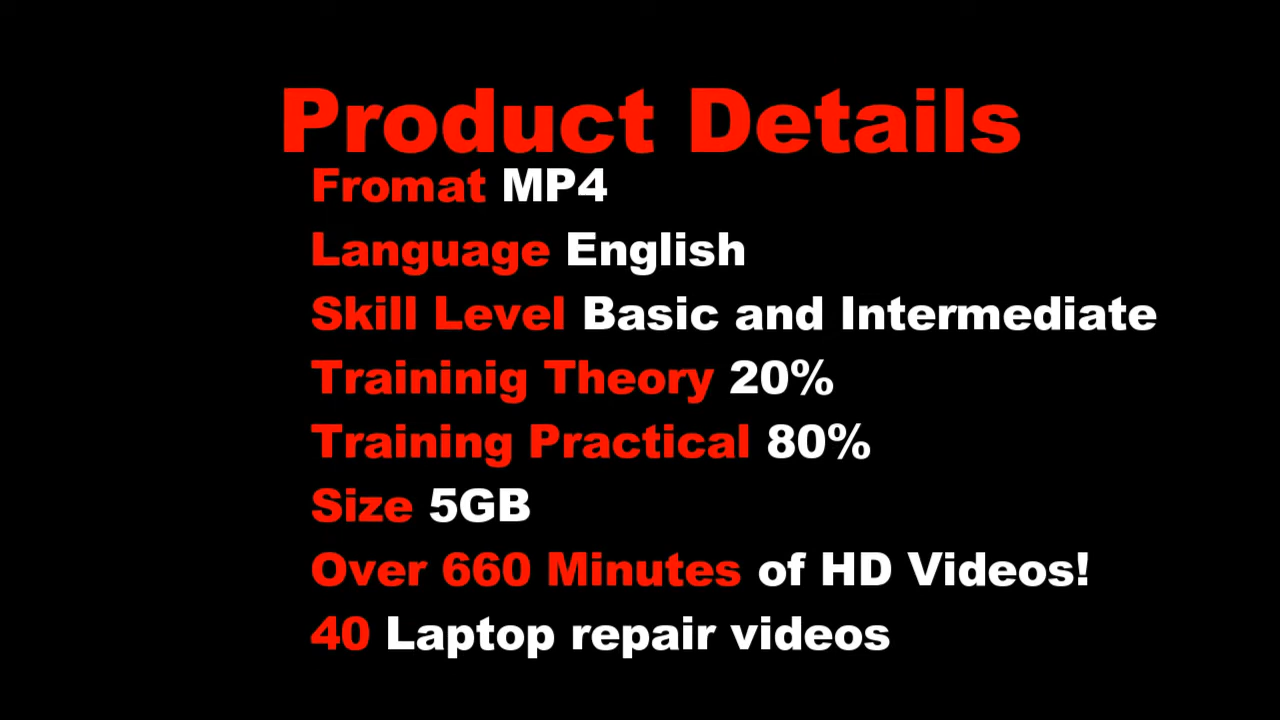 Product Details
Fromat MP4
Language English
Skill Level Basic and Intermediate
Traininig Theory 20%
Training Practical 80%
Size 5GB
Over 660 Minutes of HD Videos!
40 Laptop repair videos